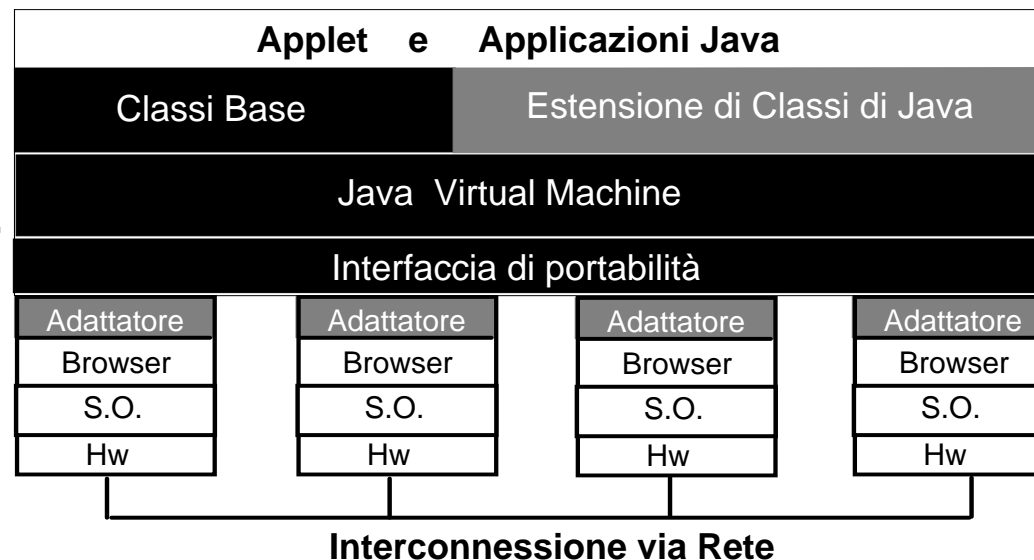 Applet e Applicazioni Java
Classi Base Estensione di Classi di Java
Java Virtual Machine
Interfaccia di portabilità
Adattatore Adattatore Adattatore Adattatore
Browser Browser Browser Browser
S.O. S.O. S.O. S.O.
Hw Hw Hw Hw
Interconnessione via Rete